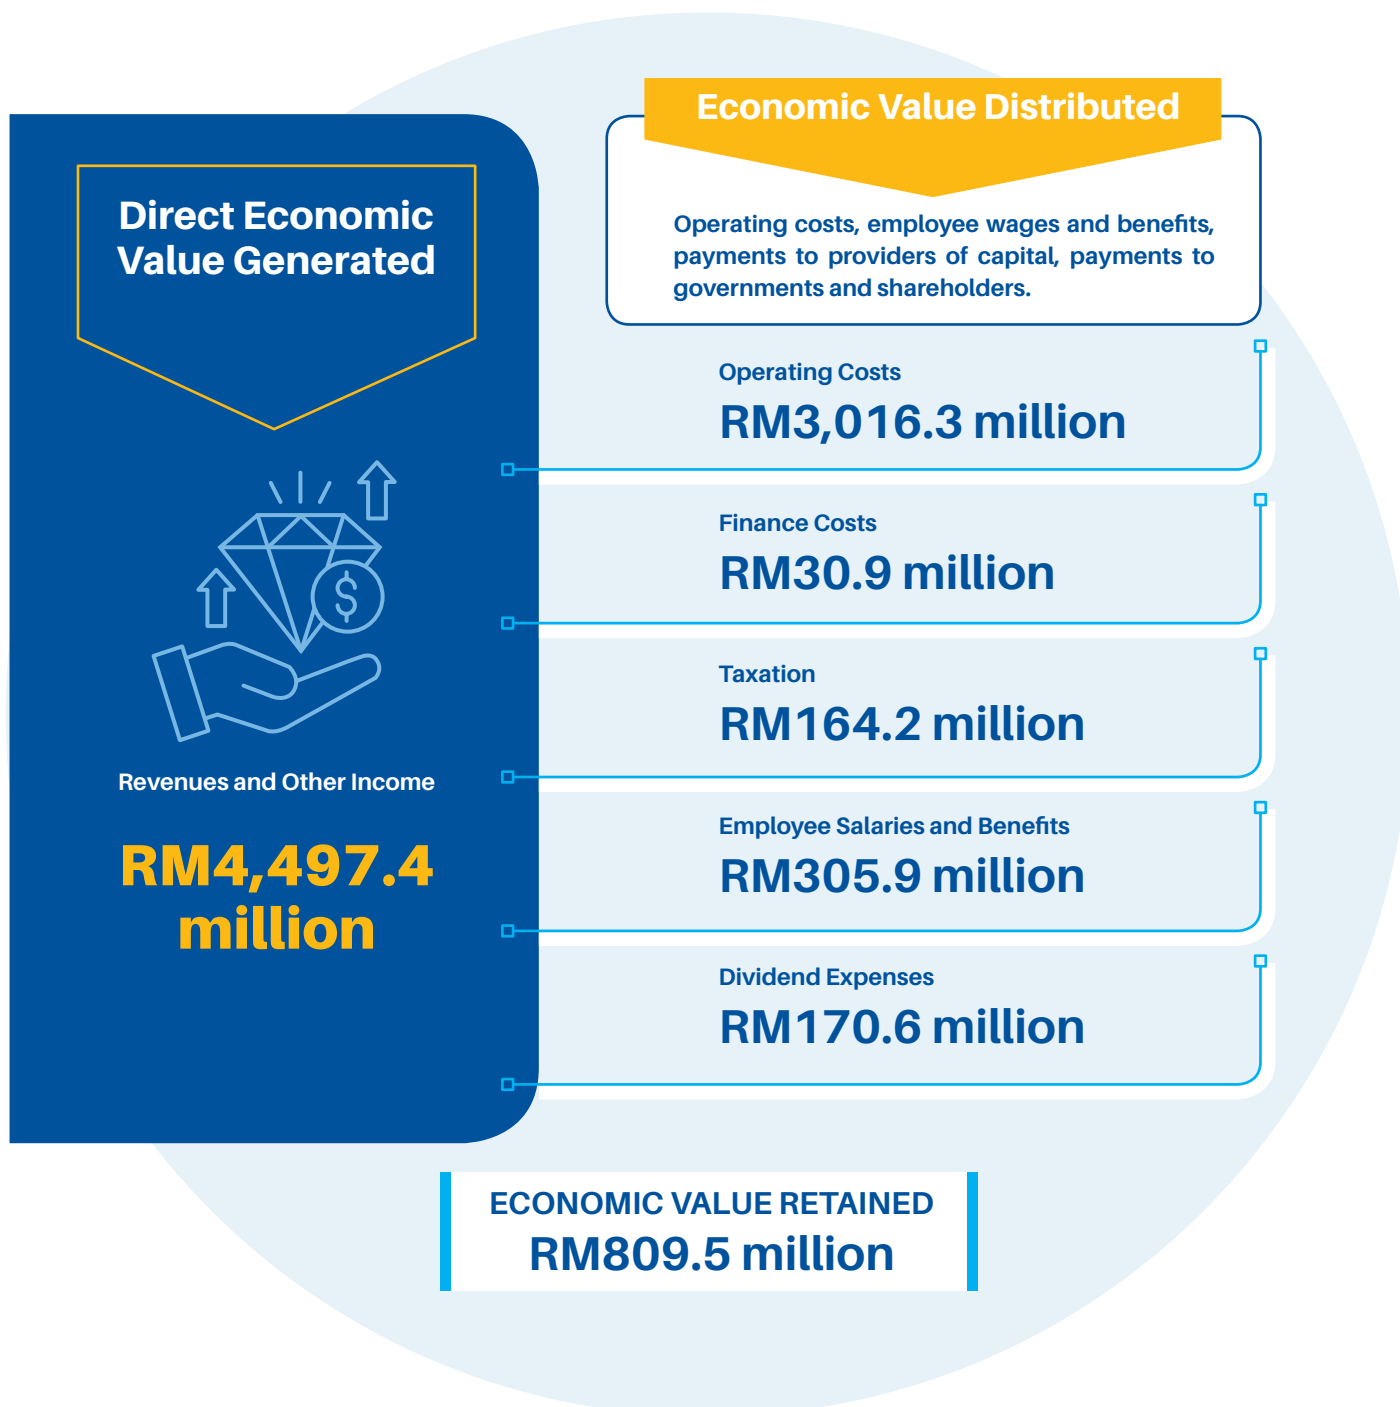 Direct Economic
Value Generated
Revenues and Other Income
RM4,497.4
million
Economic Value Distributed
Operating costs, employee wages and benefits,
payments to providers of capital, payments to
governments and shareholders.
Operating Costs
RM3,016.3 million
Finance Costs
RM30.9 million
Taxation
RM164.2 million
Employee Salaries and Benefits
RM305.9 million
Dividend Expenses
RM170.6 million
ECONOMIC VALUE RETAINED
RM809.5 million